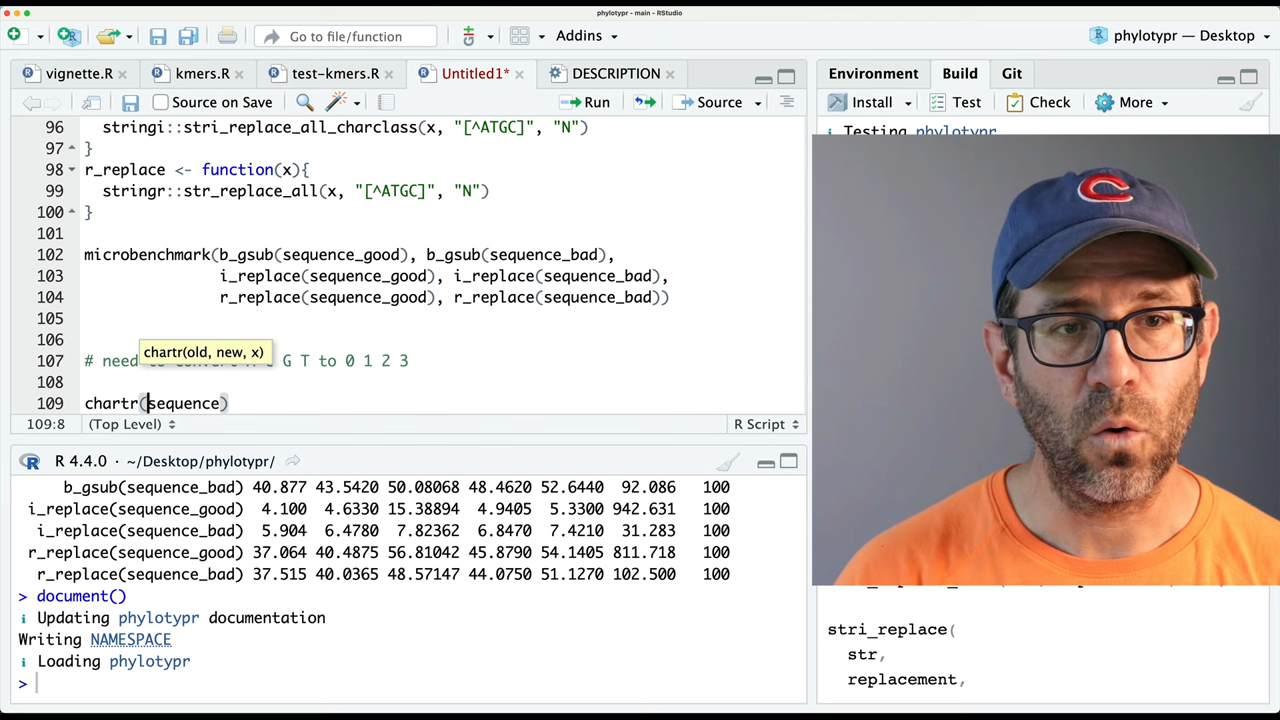 phylotypr - main - RStudio
Go to file/function
Addins
phylotypr — Desktop
vignette.R
kmers.R
test-kmers.R
Untitled1*
DESCRIPTION
Source on Save
Run
Source
96 stringi::stri_replace_all_charclass(x, "[^ATGC]", "N")
97 }
98 r_replace <- function(x){
99 stringr::str_replace_all(x, "[^ATGC]", "N")
100 }
101
102 microbenchmark(b_gsub(sequence_good), b_gsub(sequence_bad),
103 i_replace(sequence_good), i_replace(sequence_bad),
104 r_replace(sequence_good), r_replace(sequence_bad))
105
106
chartr(old, new, x)
107 # need to convert A C G T to 0 1 2 3
108
109 chartr(sequence)
109:8 (Top Level) R Script
R 4.4.0 · ~/Desktop/phylotypr/
b_gsub(sequence_bad) 40.877 43.5420 50.08068 48.4620 52.6440 92.086 100
i_replace(sequence_good) 4.100 4.6330 15.38894 4.9405 5.3300 942.631 100
i_replace(sequence_bad) 5.904 6.4780 7.82362 6.8470 7.4210 31.283 100
r_replace(sequence_good) 37.064 40.4875 56.81042 45.8790 54.1405 811.718 100
r_replace(sequence_bad) 37.515 40.0365 48.57147 44.0750 51.1270 102.500 100
> document()
i Updating phylotypr documentation
Writing NAMESPACE
i Loading phylotypr
>
Environment Build Git
Install Test Check More
i Testing phylotypr
C
stri_replace(
str,
replacement,